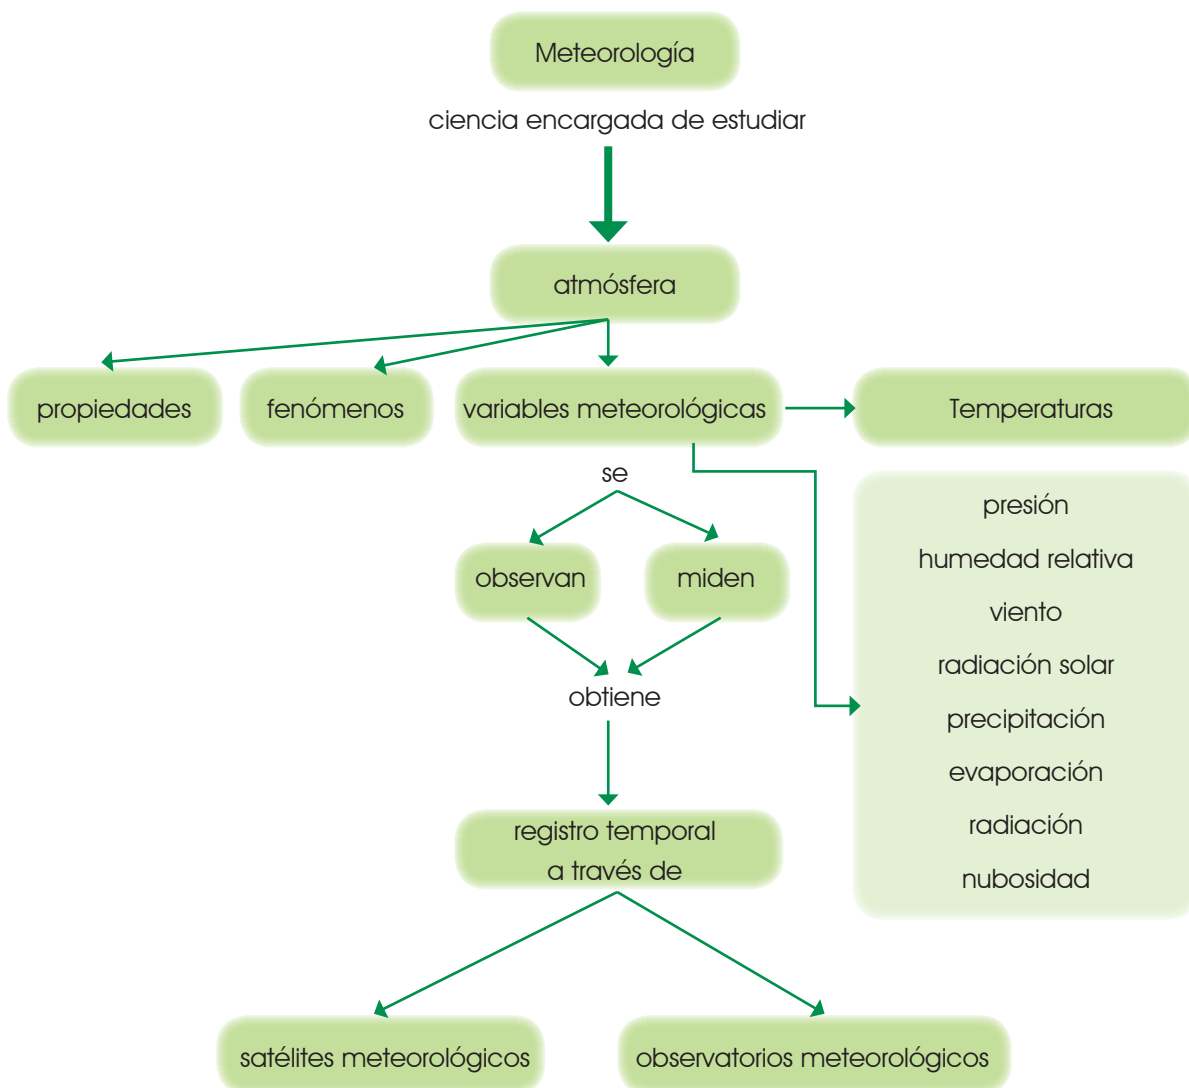 Meteorología
ciencia encargada de estudiar
atmósfera
propiedades
fenómenos
variables meteorológicas
Temperaturas
se
observan
miden
obtiene
registro temporal
a través de
satélites meteorológicos
observatorios meteorológicos
presión
humedad relativa
viento
radiación solar
precipitación
evaporación
radiación
nubosidad